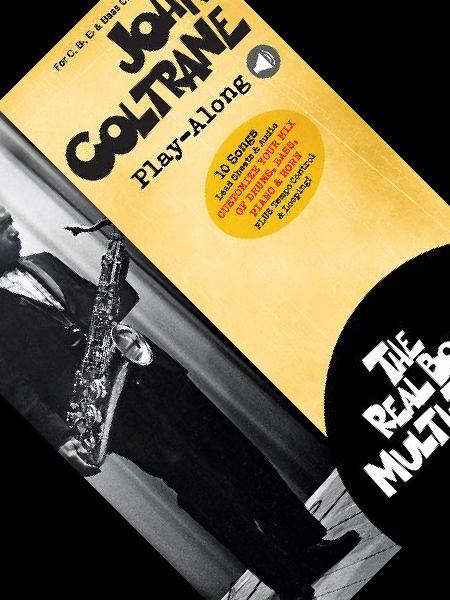 For C, B♭, E♭ & Bass C
JOHN
COLTRANE
Play-Along
10 Songs
Lead Sheets & Audio
CUSTOMIZE YOUR MIX
OF DRUMS, BASS,
PIANO & HORN
PLUS Tempo Control
& Looping!
THE
REAL BO
MULTI